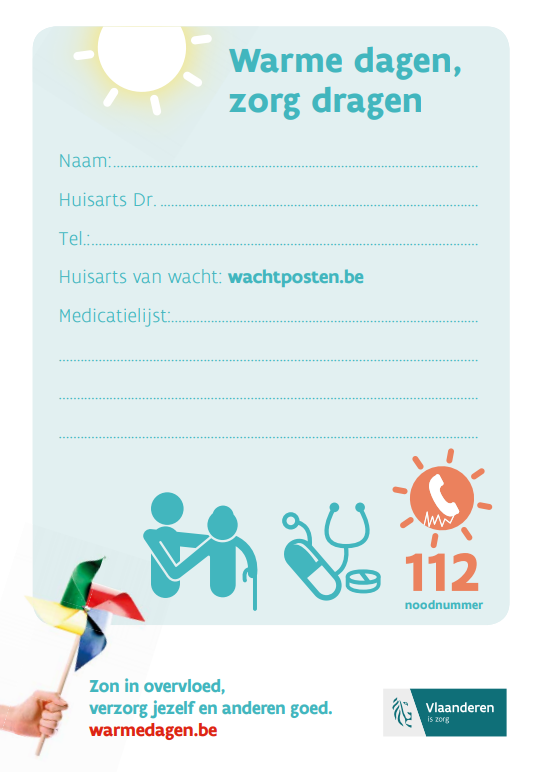 Warme dagen,
zorg dragen
Naam:
Huisarts Dr.
Tel.:
Huisarts van wacht: wachtposten.be
Medicatielijst:
112
noodnummer
Zon in overvloed,
verzorg jezelf en anderen goed.
warmedagen.be
Vlaanderen
is zorg